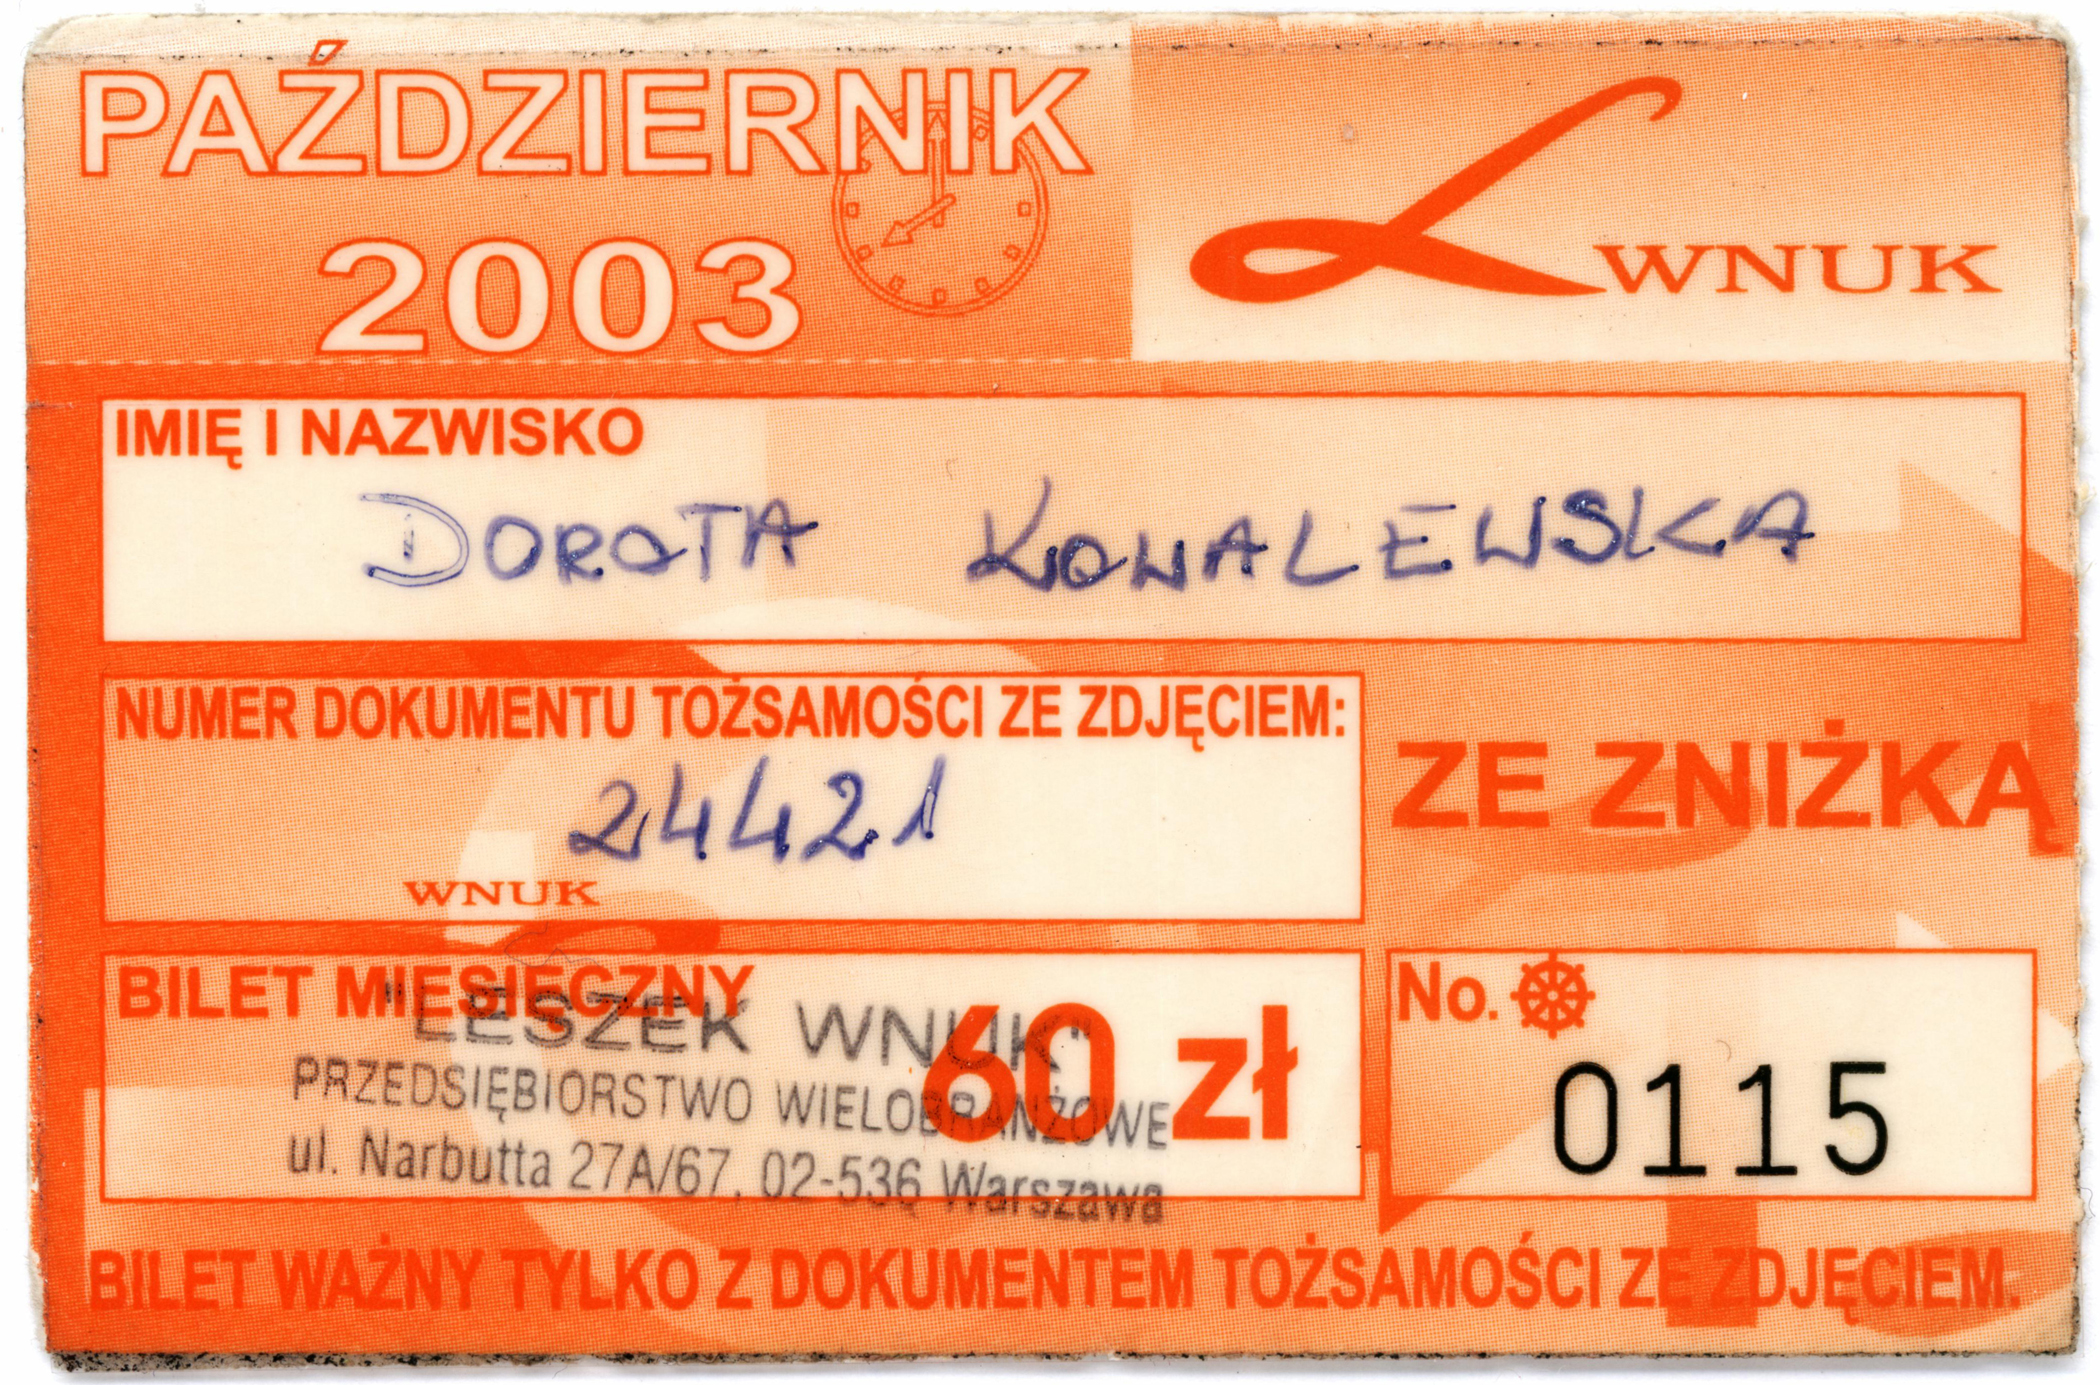 PAŹDZIERNIK
2003
WNUK
IMIĘ I NAZWISKO
DOROTA KOWALEWSKA
NUMER DOKUMENTU TOŻSAMOŚCI ZE ZDJĘCIEM:
24421
WNUK
ZE ZNIŻKĄ
BILET MIESIĘCZNY
60 zł
"LESZEK WNUK"
PRZEDSIĘBIORSTWO WIELOBRANŻOWE
ul. Narbutta 27A/67, 02-536 Warszawa
No.
0115
BILET WAŻNY TYLKO Z DOKUMENTEM TOŻSAMOŚCI ZE ZDJĘCIEM.